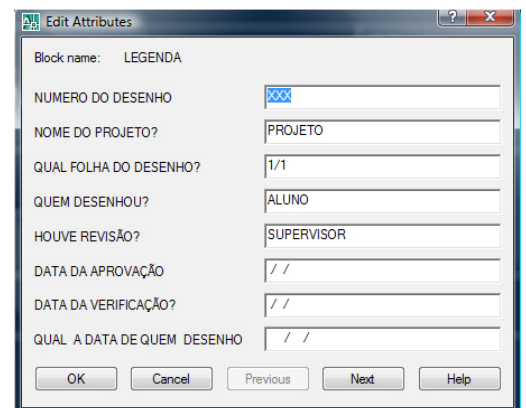 Edit Attributes
Block name: LEGENDA
NUMERO DO DESENHO XXX
NOME DO PROJETO? PROJETO
QUAL FOLHA DO DESENHO? 1/1
QUEM DESENHOU? ALUNO
HOUVE REVISÃO? SUPERVISOR
DATA DA APROVAÇÃO / /
DATA DA VERIFICAÇÃO? / /
QUAL A DATA DE QUEM DESENHO / /
OK Cancel Previous Next Help